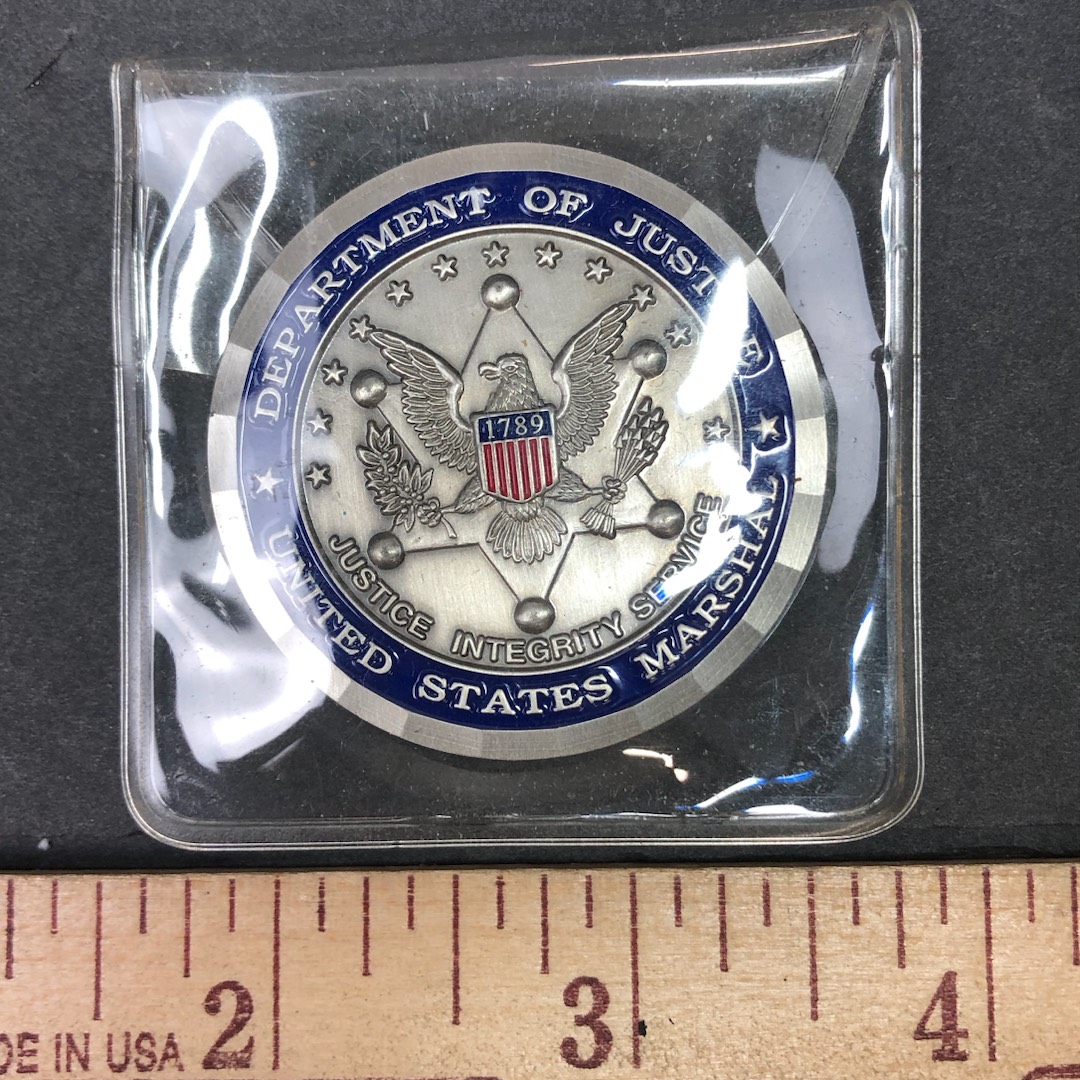 DEPARTMENT OF JUSTICE
1789
JUSTICE INTEGRITY SERVICE
UNITED STATES MARSHAL
2 3 4
DE IN USA